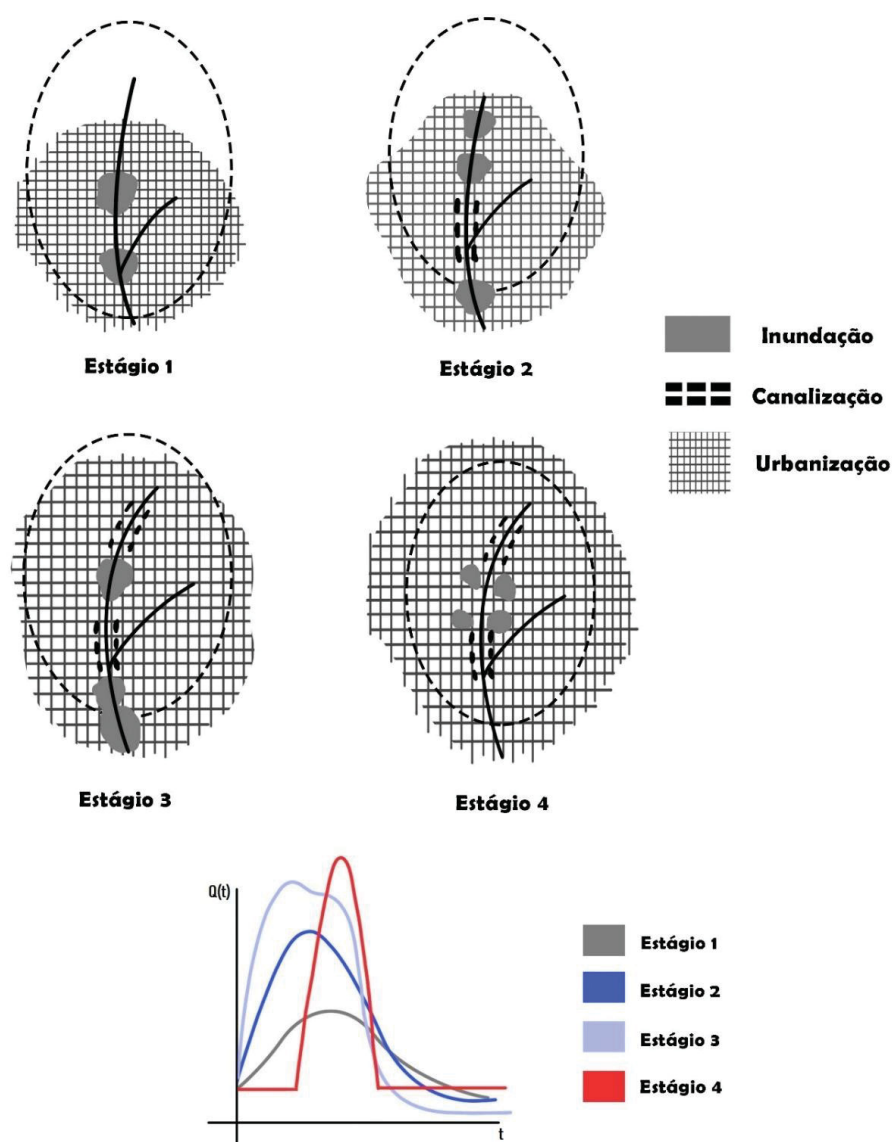 Estágio 1
Estágio 2
Inundação
Canalização
Urbanização
Estágio 3
Estágio 4
Q(t)
t
Estágio 1
Estágio 2
Estágio 3
Estágio 4